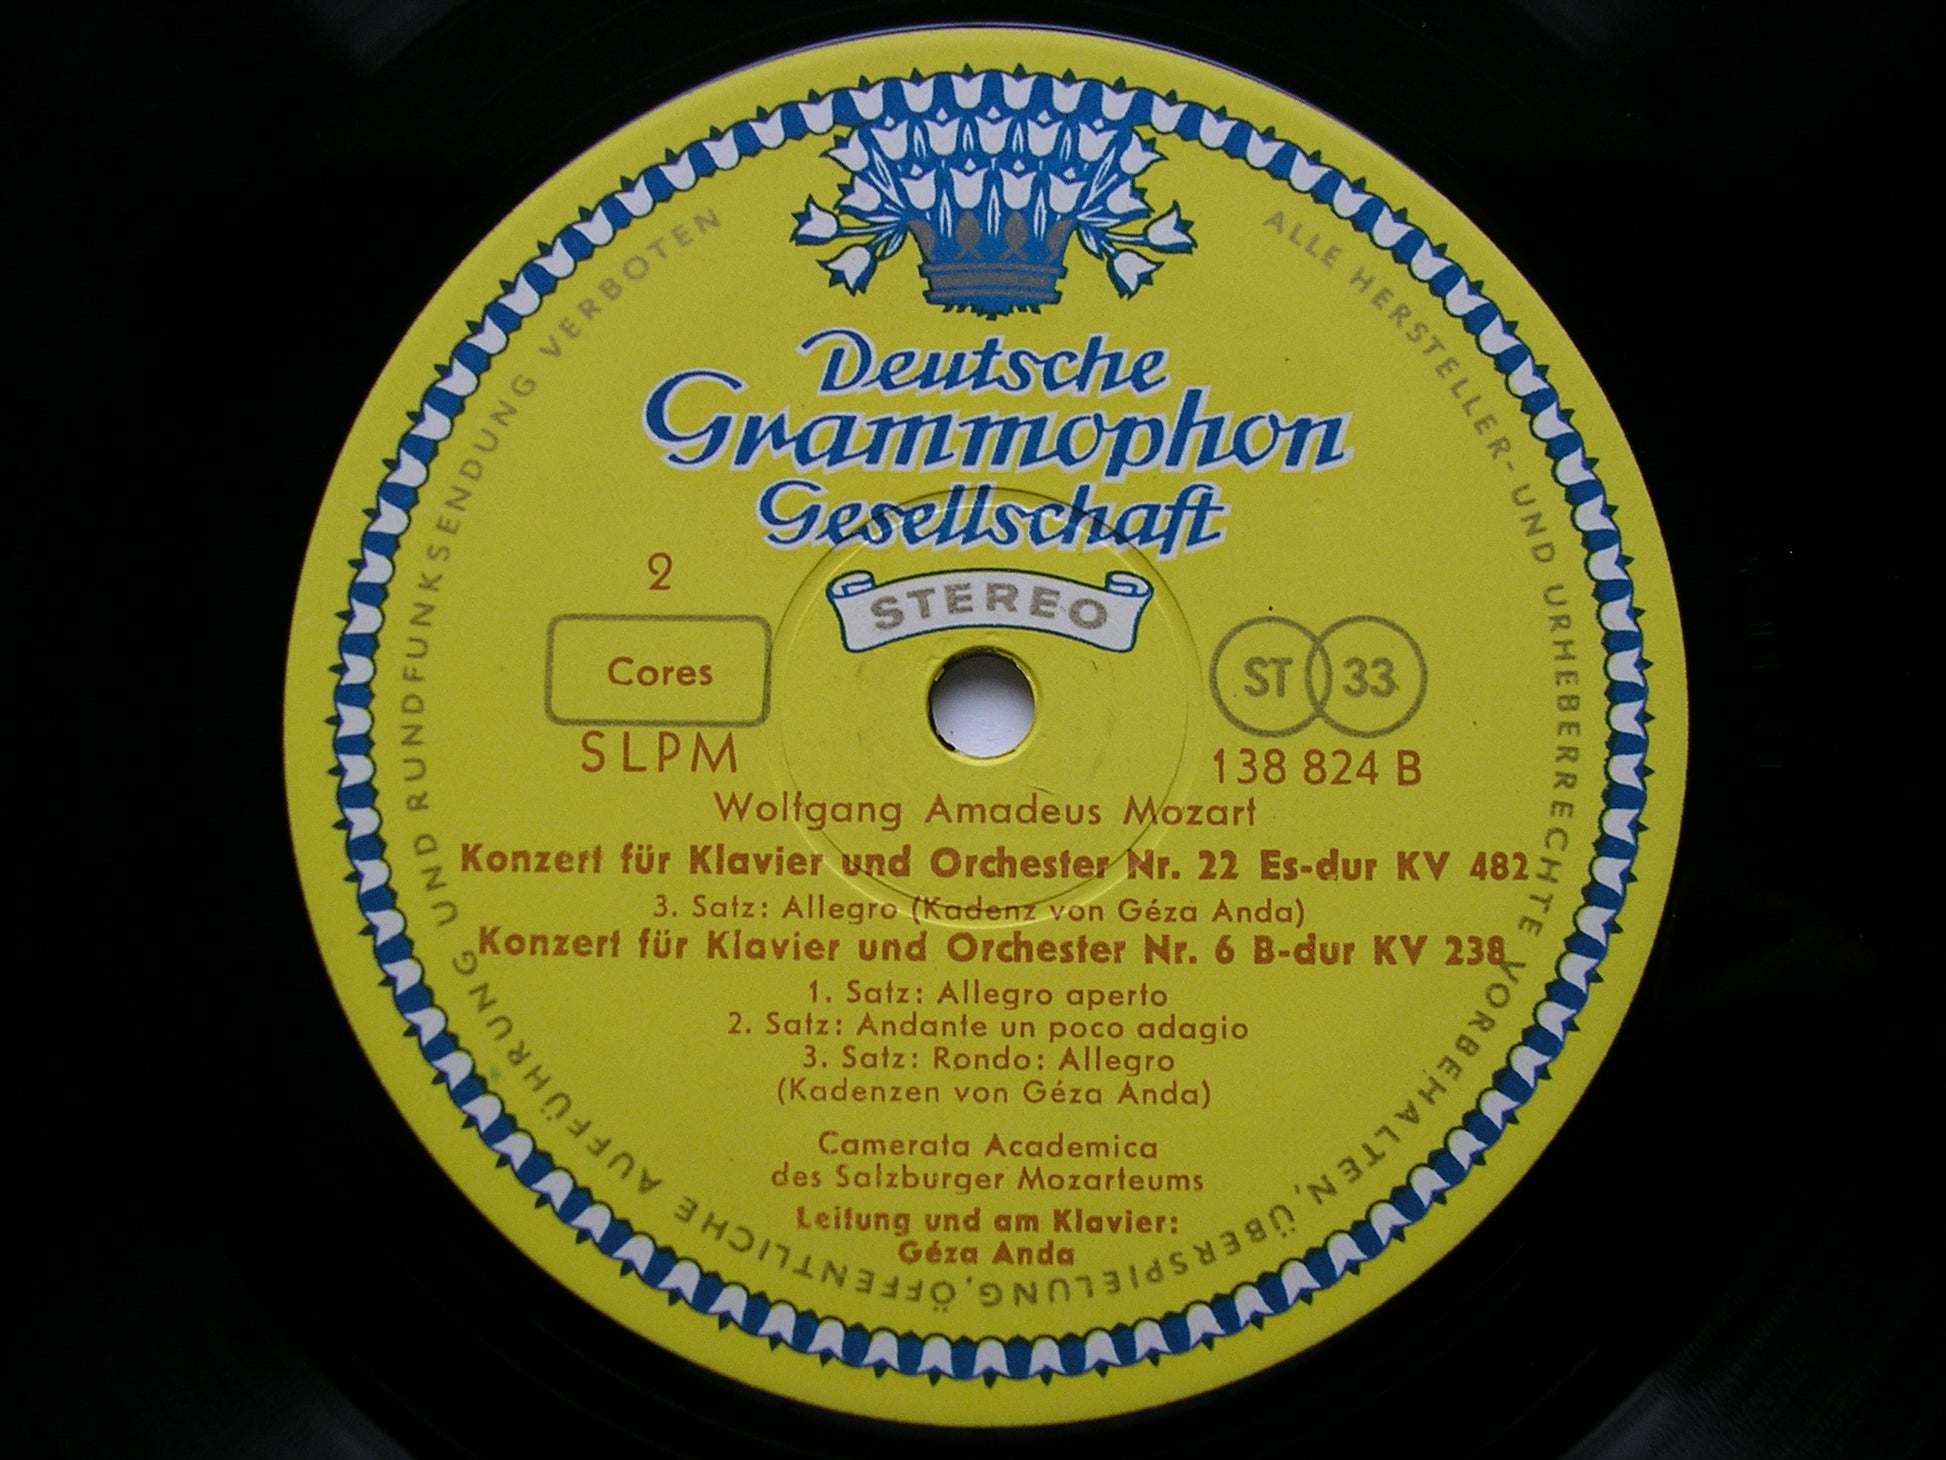 Deutsche
Grammophon
Gesellschaft
STEREO
2
Cores
ST 33
SLPM
138 824 B
Wolfgang Amadeus Mozart
Konzert für Klavier und Orchester Nr. 22 Es-dur KV 482
3. Satz: Allegro (Kadenz von Géza Anda)
Konzert für Klavier und Orchester Nr. 6 B-dur KV 238
1. Satz: Allegro aperto
2. Satz: Andante un poco adagio
3. Satz: Rondo: Allegro
(Kadenzen von Géza Anda)
Camerata Academica
des Salzburger Mozarteums
Leitung und am Klavier:
Géza Anda
ALLE HERSTELLER- UND URHEBERRECHTE VORBEHALTEN, ÜBERSPIELUNG, ÖFFENTLICHE AUFFÜHRUNG UND RUNDFUNKSENDUNG VERBOTEN